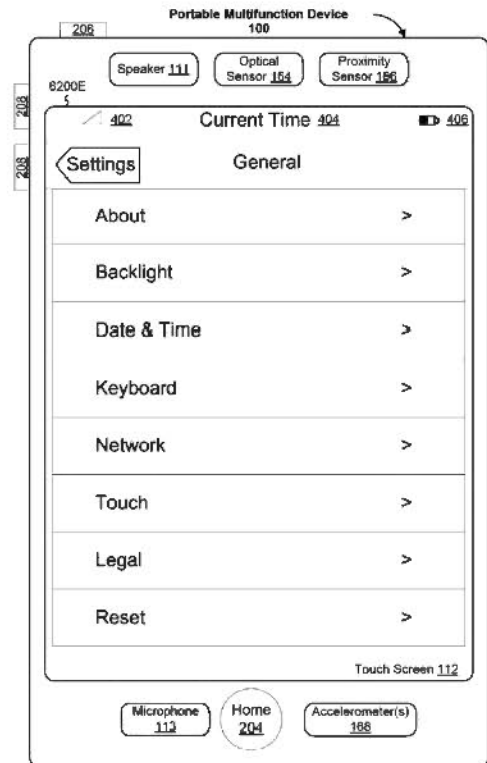 Portable Multifunction Device
100
206
Speaker 111
Optical
Sensor 164
Proximity
Sensor 166
6200E
208
402
Current Time 404
406
208
Settings
General
About >
Backlight >
Date & Time >
Keyboard >
Network >
Touch >
Legal >
Reset >
Touch Screen 112
Microphone
113
Home
204
Accelerometer(s)
168